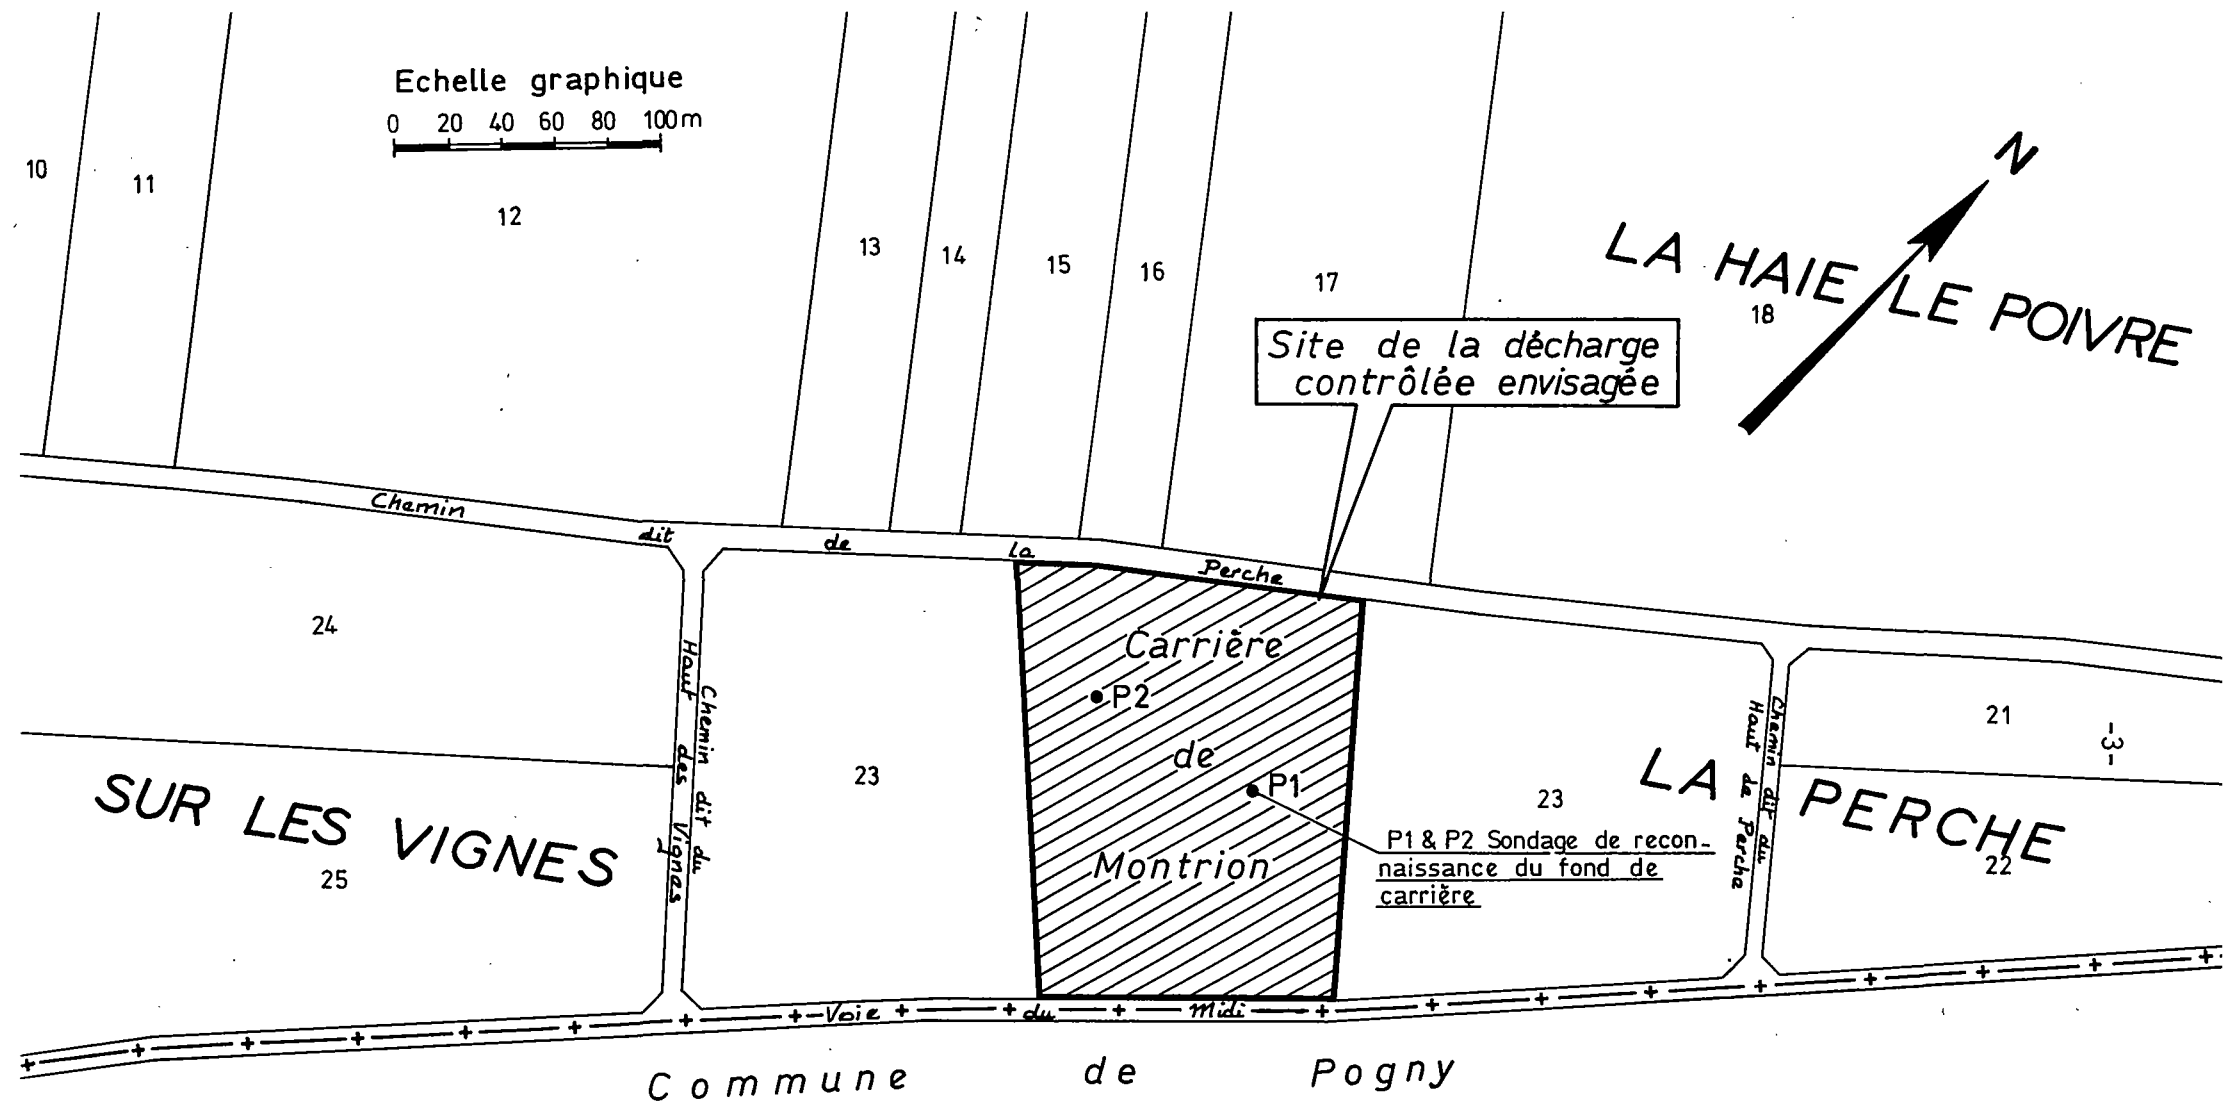 Echelle graphique
0 20 40 60 80 100m
N
10
11
12
13
14
15
16
17
18
LA HAIE LE POIVRE
Site de la décharge
contrôlée envisagée
Chemin dit de la Perche
24
Chemin dit du
Haut des Vignes
23
Carrière
de
Montrion
P2
P1
23
P1 & P2 Sondage de recon-
naissance du fond de
carrière
Chemin dit du
Haut de Perche
21
-3-
LA PERCHE
22
SUR LES VIGNES
25
Voie du Midi
Commune de Pogny